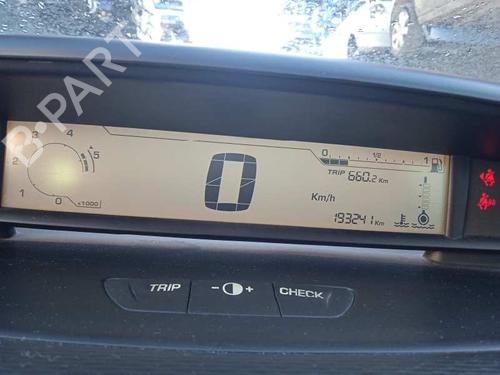 B-PARTS
0 1/2 1
TRIP 660.2 Km
0
Km/h
193241 Km
1 2 3 4 5
0 x1000
TRIP - + CHECK